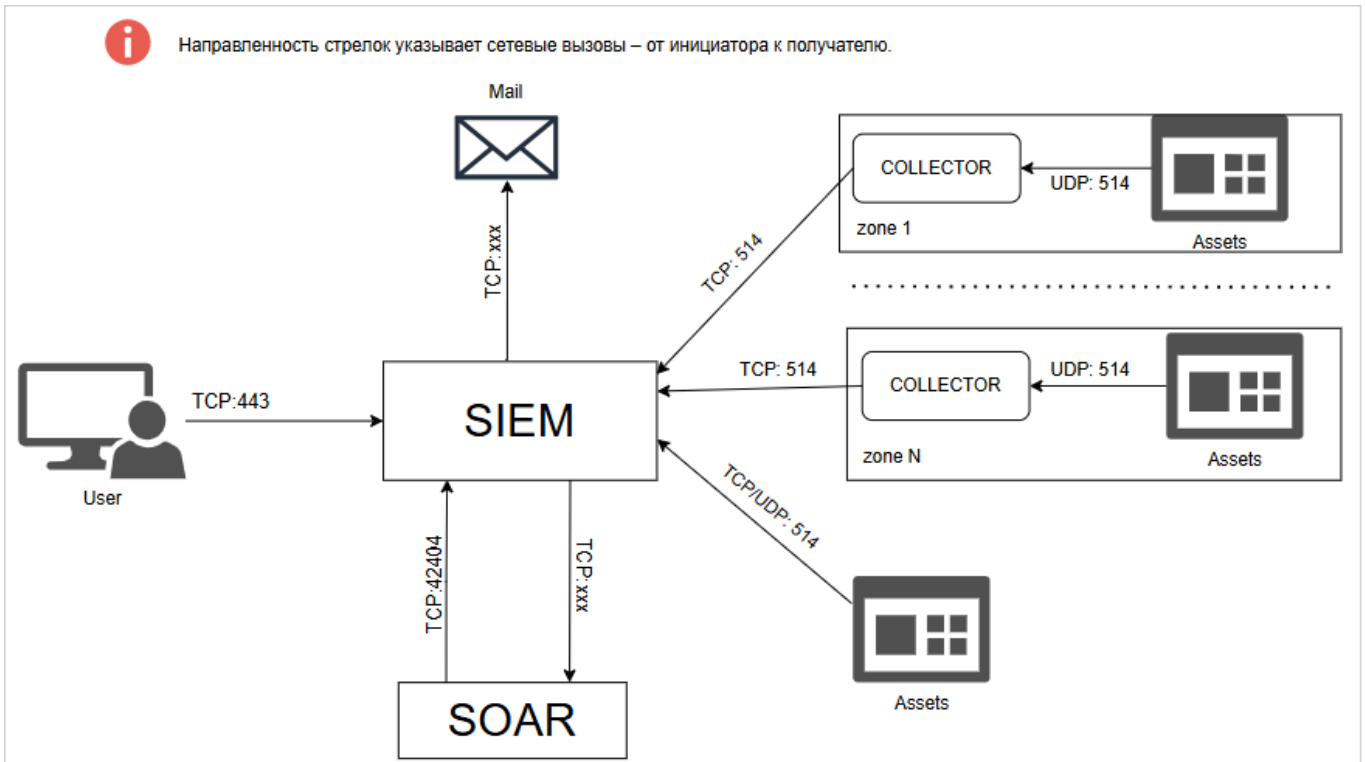 Направленность стрелок указывает сетевые вызовы – от инициатора к получателю.
Mail
TCP:xxx
COLLECTOR
UDP: 514
zone 1
Assets
TCP: 514
User
TCP:443
SIEM
TCP: 514
COLLECTOR
UDP: 514
zone N
Assets
TCP/UDP: 514
Assets
TCP:42404
TCP:xxx
SOAR